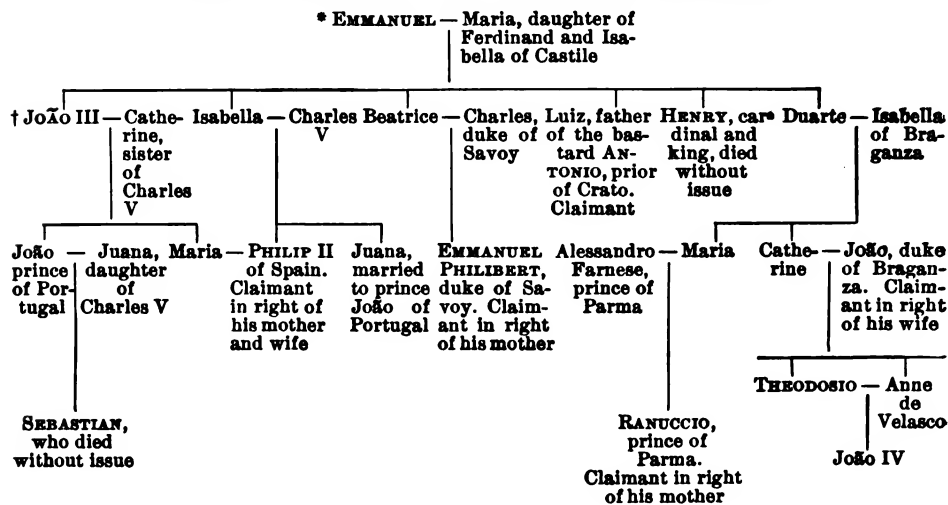 * EMMANUEL — Maria, daughter of
Ferdinand and Isa-
bella of Castile
† JOÃO III — Cathe-
rine,
sister
of
Charles
V
Isabella — Charles
V
Beatrice — Charles,
duke of
Savoy
Luiz, father
of the bas-
tard AN-
TONIO, prior
of Crato.
Claimant
HENRY, car-
dinal and
king, died
without
issue
Duarte — Isabella
of Bra-
ganza
João
prince
of Por-
tugal
— Juana,
daughter
of
Charles V
Maria — PHILIP II
of Spain.
Claimant
in right of
his mother
and wife
Juana,
married
to prince
João of
Portugal
EMMANUEL
PHILIBERT,
duke of Sa-
voy. Claim-
ant in right
of his mother
Alessandro — Maria
Farnese,
prince of
Parma
Cathe-
rine
— João, duke
of Bragan-
za. Claim-
ant in right
of his wife
THEODOSIO — Anne
de
Velasco
SEBASTIAN,
who died
without issue
RANUCCIO,
prince of
Parma.
Claimant in right
of his mother
JOÃO IV